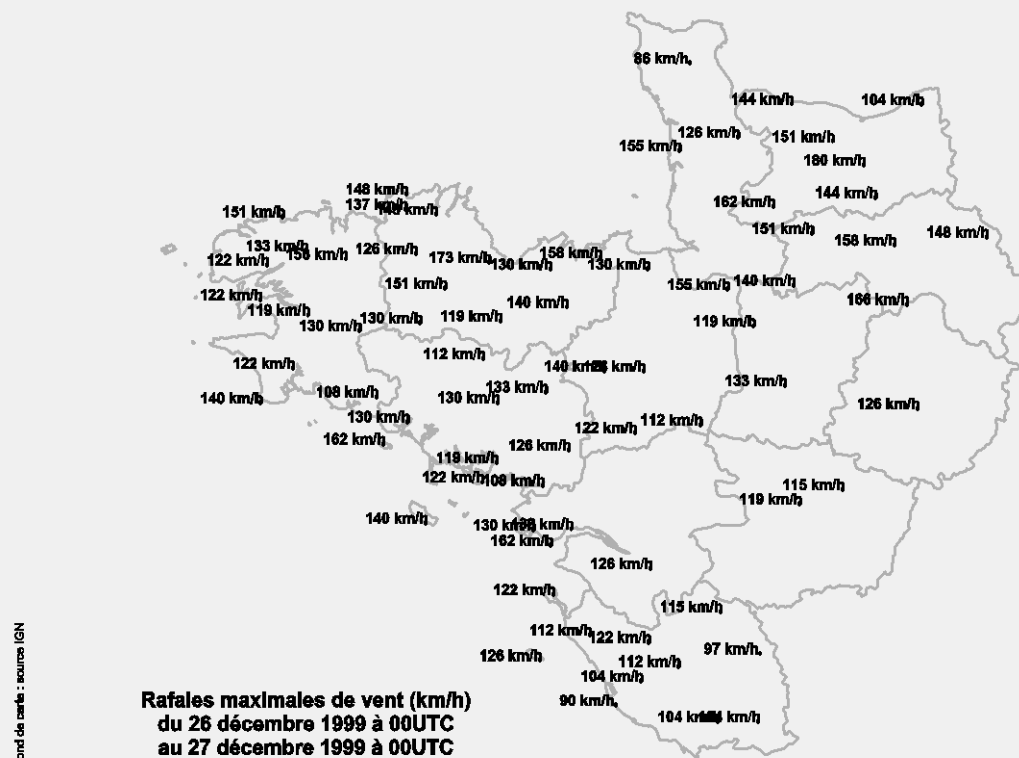 86 km/h
144 km/h
104 km/h
126 km/h
151 km/h
155 km/h
180 km/h
148 km/h
144 km/h
137 km/h
162 km/h
151 km/h
151 km/h
158 km/h
148 km/h
133 km/h
126 km/h
122 km/h
173 km/h
130 km/h
158 km/h
130 km/h
155 km/h
140 km/h
151 km/h
122 km/h
166 km/h
119 km/h
140 km/h
130 km/h
119 km/h
130 km/h
119 km/h
112 km/h
122 km/h
140 km/h
133 km/h
108 km/h
133 km/h
140 km/h
130 km/h
126 km/h
130 km/h
112 km/h
122 km/h
162 km/h
126 km/h
119 km/h
122 km/h
108 km/h
115 km/h
119 km/h
140 km/h
130 km/h
162 km/h
126 km/h
122 km/h
115 km/h
112 km/h
122 km/h
97 km/h
126 km/h
112 km/h
104 km/h
90 km/h
104 km/h
Rafales maximales de vent (km/h)
du 26 décembre 1999 à 00UTC
au 27 décembre 1999 à 00UTC
de carte : source IGN